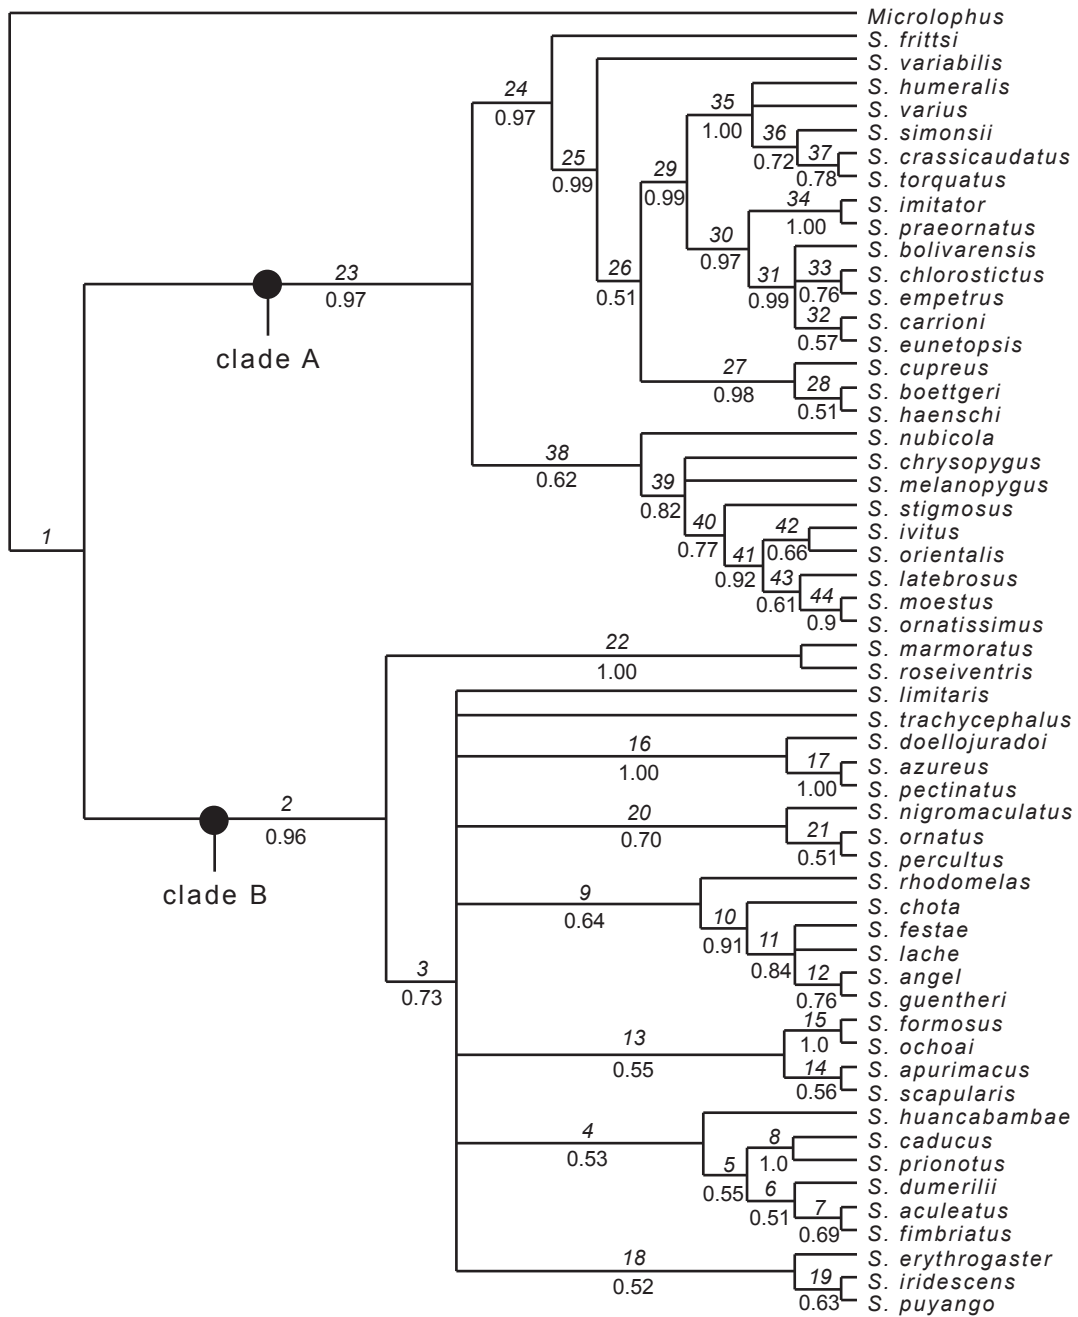 Microlophus
S. frittsi
S. variabilis
24
S. humeralis
35
0.97
S. varius
1.00
36
S. simonsii
25
0.72
37
S. crassicaudatus
29
0.99
0.78
S. torquatus
0.99
34
S. imitator
1.00
S. praeornatus
30
S. bolivarensis
0.97
26
31
33
S. chlorostictus
23
0.51
0.99
0.76
S. empetrus
0.97
32
S. carrioni
0.57
S. eunetopsis
clade A
27
S. cupreus
0.98
28
S. boettgeri
0.51
S. haenschi
S. nubicola
38
S. chrysopygus
0.62
39
S. melanopygus
0.82
S. stigmosus
40
42
S. ivitus
1
0.77
41
0.66
S. orientalis
0.92
43
S. latebrosus
0.61
44
S. moestus
0.9
S. ornatissimus
22
S. marmoratus
1.00
S. roseiventris
S. limitaris
S. trachycephalus
16
S. doellojuradoi
1.00
17
S. azureus
1.00
S. pectinatus
2
20
S. nigromaculatus
0.96
0.70
21
S. ornatus
0.51
S. percultus
clade B
9
S. rhodomelas
0.64
10
S. chota
0.91
11
S. festae
S. lache
3
0.84
12
S. angel
0.73
0.76
S. guentheri
15
S. formosus
13
1.0
S. ochoai
0.55
14
S. apurimacus
0.56
S. scapularis
S. huancabambae
4
8
S. caducus
0.53
5
1.0
S. prionotus
0.55
6
S. dumerilii
0.51
7
S. aculeatus
0.69
S. fimbriatus
18
S. erythrogaster
0.52
19
S. iridescens
0.63
S. puyango